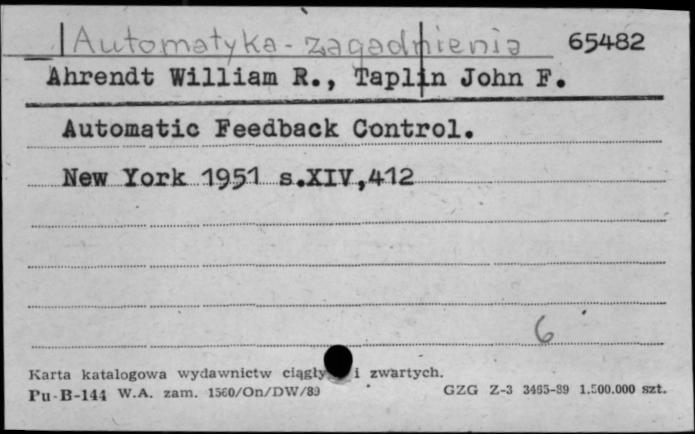 Automatyka - zagadnienia 65482
Ahrendt William R., Taplin John F.
Automatic Feedback Control.
New York 1951 s.XIV,412
6
Karta katalogowa wydawnictw ciągły i zwartych.
Pu-B-144 W.A. zam. 1560/On/DW/89 GZG Z-3 3465-89 1.500.000 szt.